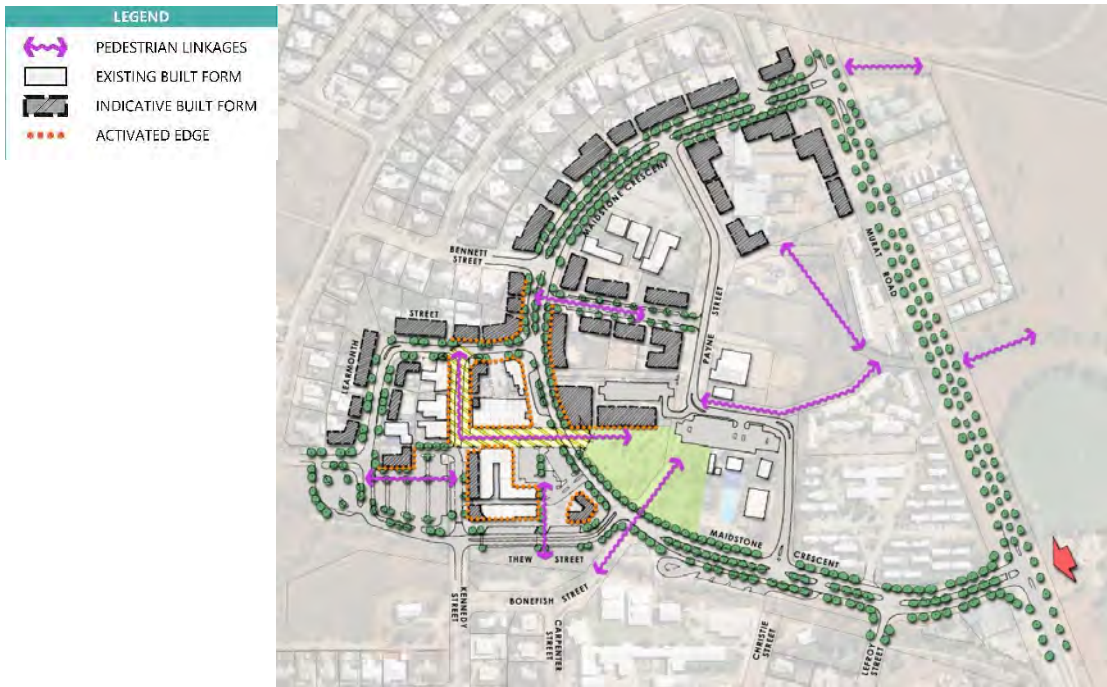 LEGEND
PEDESTRIAN LINKAGES
EXISTING BUILT FORM
INDICATIVE BUILT FORM
ACTIVATED EDGE
MAIDSTONE CRESCENT
MURAT ROAD
BENNETT
STREET
PAYNE STREET
LEARMONTH STREET
MAIDSTONE CRESCENT
THEW STREET
BONEFISH STREET
KENNEDY
STREET
CARPENTER
STREET
CHRISTIE
STREET
LEFROY
STREET